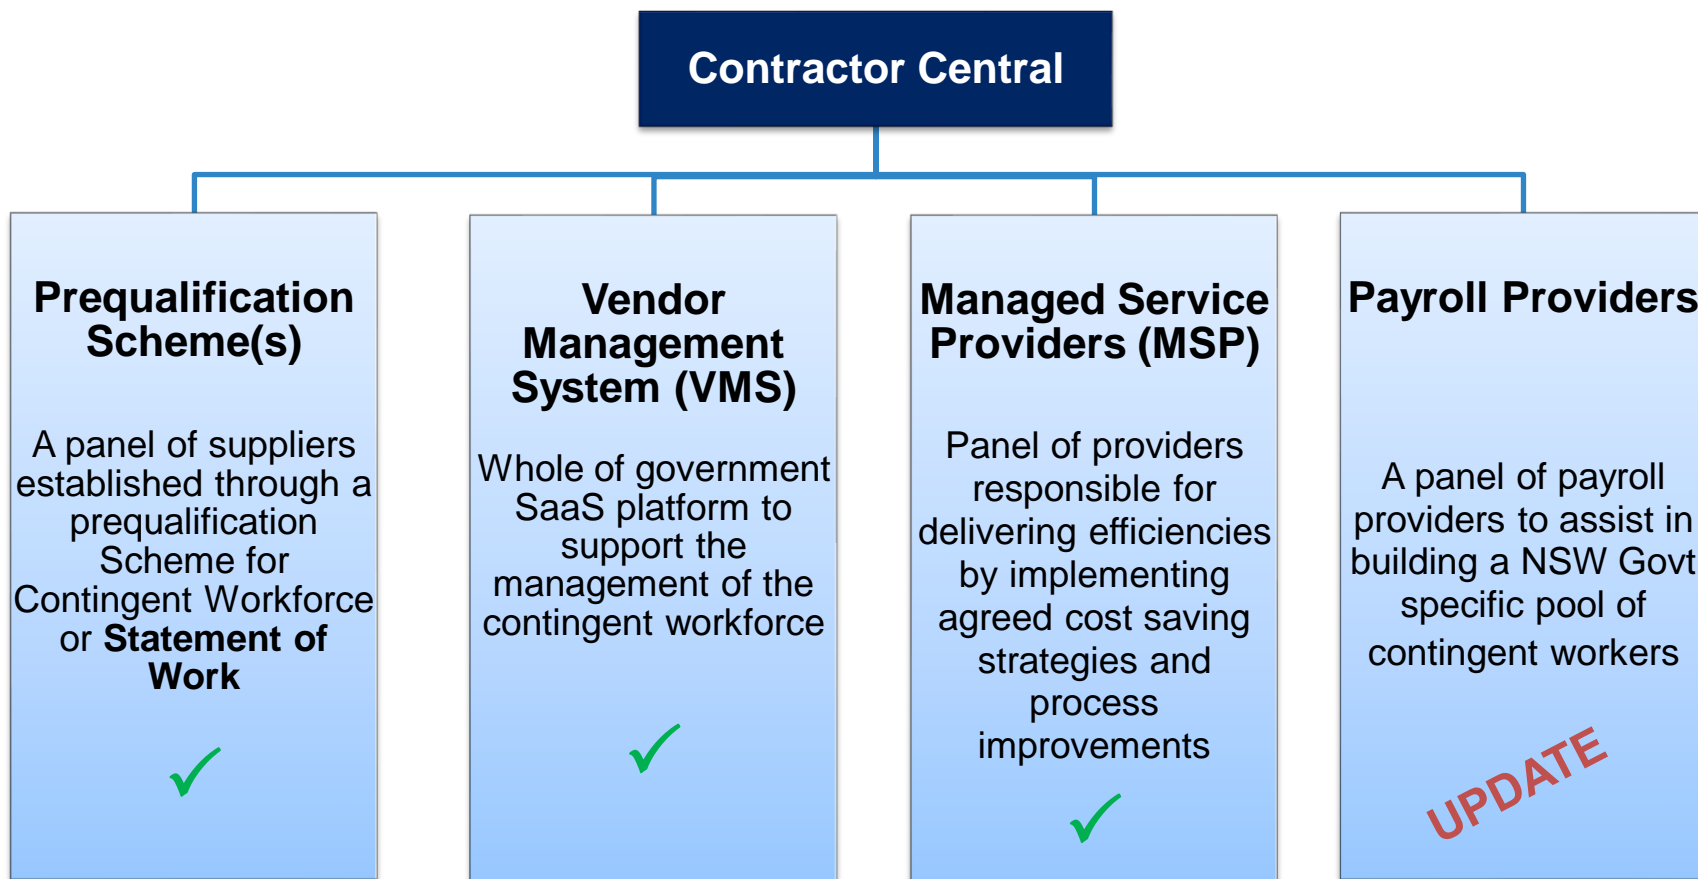 Contractor Central
Prequalification
Scheme(s)
A panel of suppliers
established through a
prequalification
Scheme for
Contingent Workforce
or Statement of
Work
Vendor
Management
System (VMS)
Whole of government
SaaS platform to
support the
management of the
contingent workforce
Managed Service
Providers (MSP)
Panel of providers
responsible for
delivering efficiencies
by implementing
agreed cost saving
strategies and
process
improvements
Payroll Providers
A panel of payroll
providers to assist in
building a NSW Govt
specific pool of
contingent workers
UPDATE